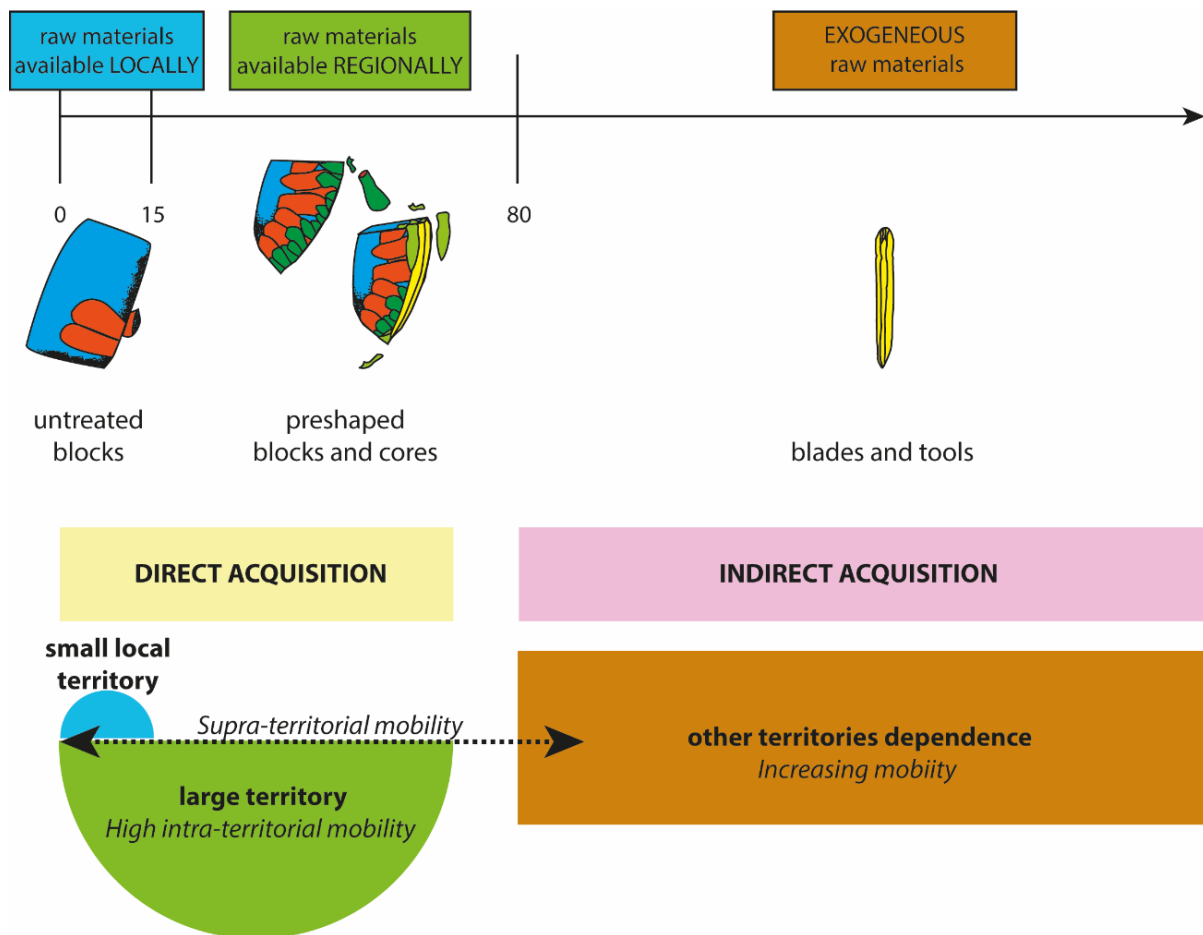 raw materials
available LOCALLY
raw materials
available REGIONALLY
EXOGENEOUS
raw materials
0
15
80
untreated
blocks
preshaped
blocks and cores
blades and tools
DIRECT ACQUISITION
INDIRECT ACQUISITION
small local
territory
Supra-territorial mobility
large territory
High intra-territorial mobility
other territories dependence
Increasing mobiity